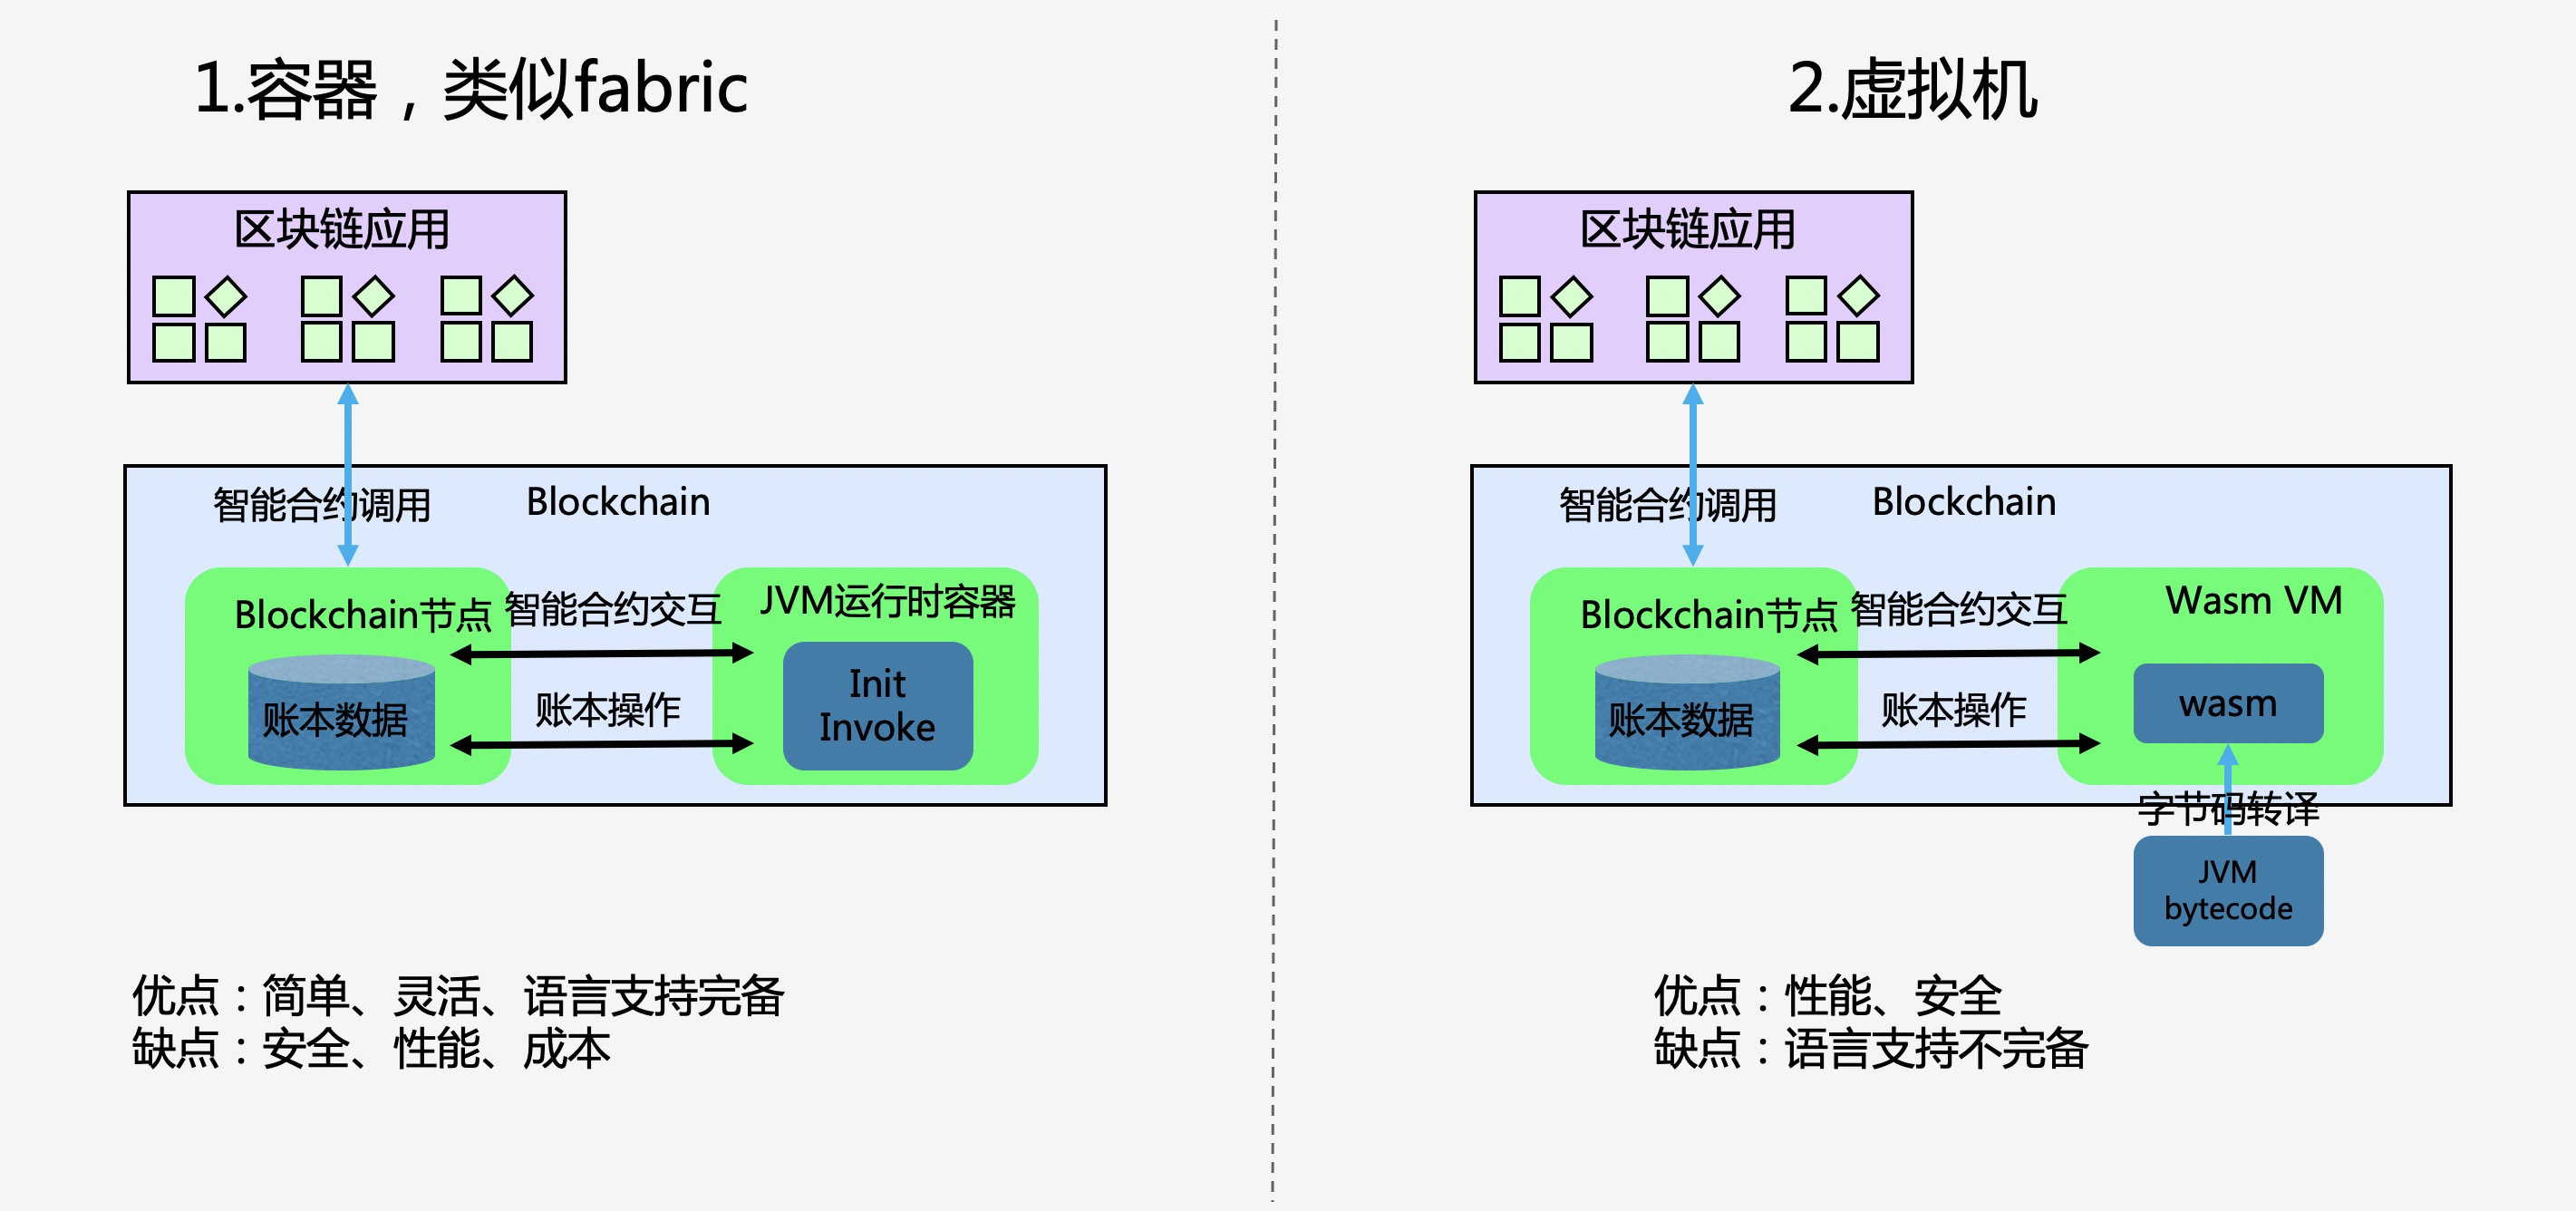 1.容器，类似fabric
区块链应用
智能合约调用
Blockchain
Blockchain节点
智能合约交互
JVM运行时容器
账本数据
账本操作
Init
Invoke
优点：简单、灵活、语言支持完备
缺点：安全、性能、成本
2.虚拟机
区块链应用
智能合约调用
Blockchain
Blockchain节点
智能合约交互
Wasm VM
账本数据
账本操作
wasm
字节码转译
JVM
bytecode
优点：性能、安全
缺点：语言支持不完备